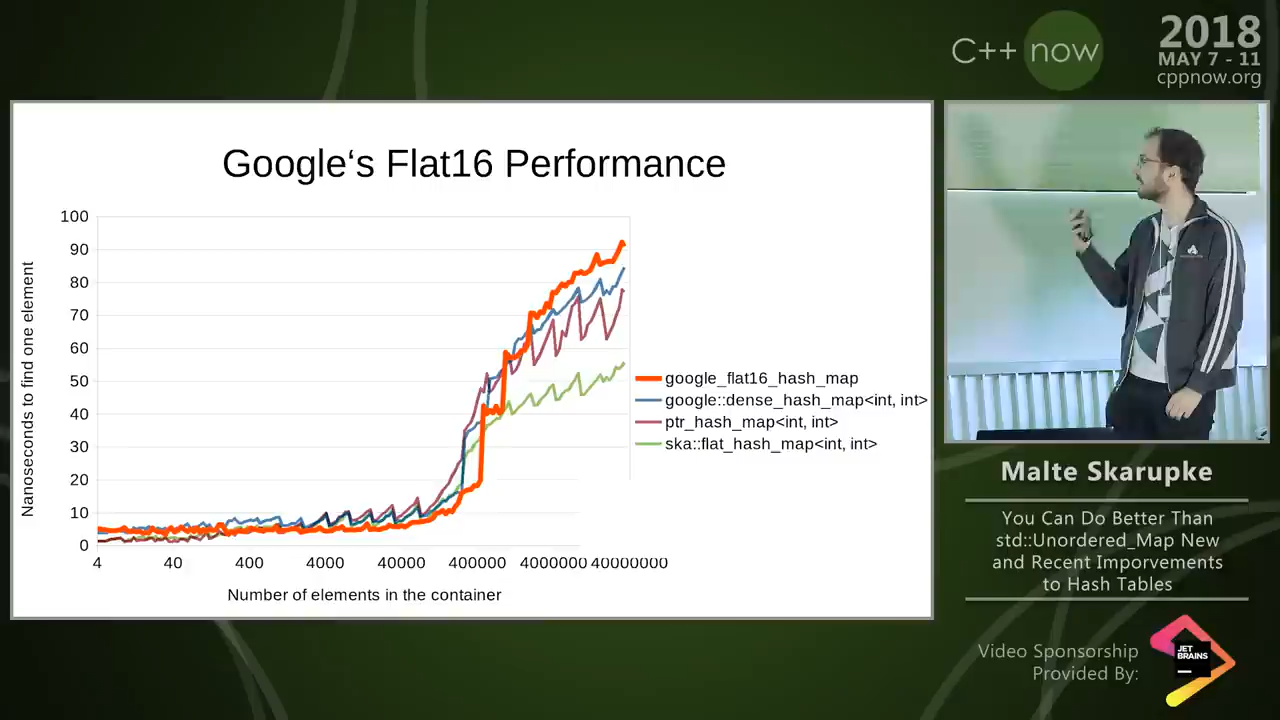 C++ now
2018
MAY 7 - 11
cppnow.org
Google‘s Flat16 Performance
Nanoseconds to find one element
100
90
80
70
60
50
40
30
20
10
0
4 40 400 4000 40000 400000 4000000 40000000
Number of elements in the container
google_flat16_hash_map
google::dense_hash_map<int, int>
ptr_hash_map<int, int>
ska::flat_hash_map<int, int>
Malte Skarupke
You Can Do Better Than
std::Unordered_Map New
and Recent Imporvements
to Hash Tables
Video Sponsorship
Provided By:
JET
BRAINS